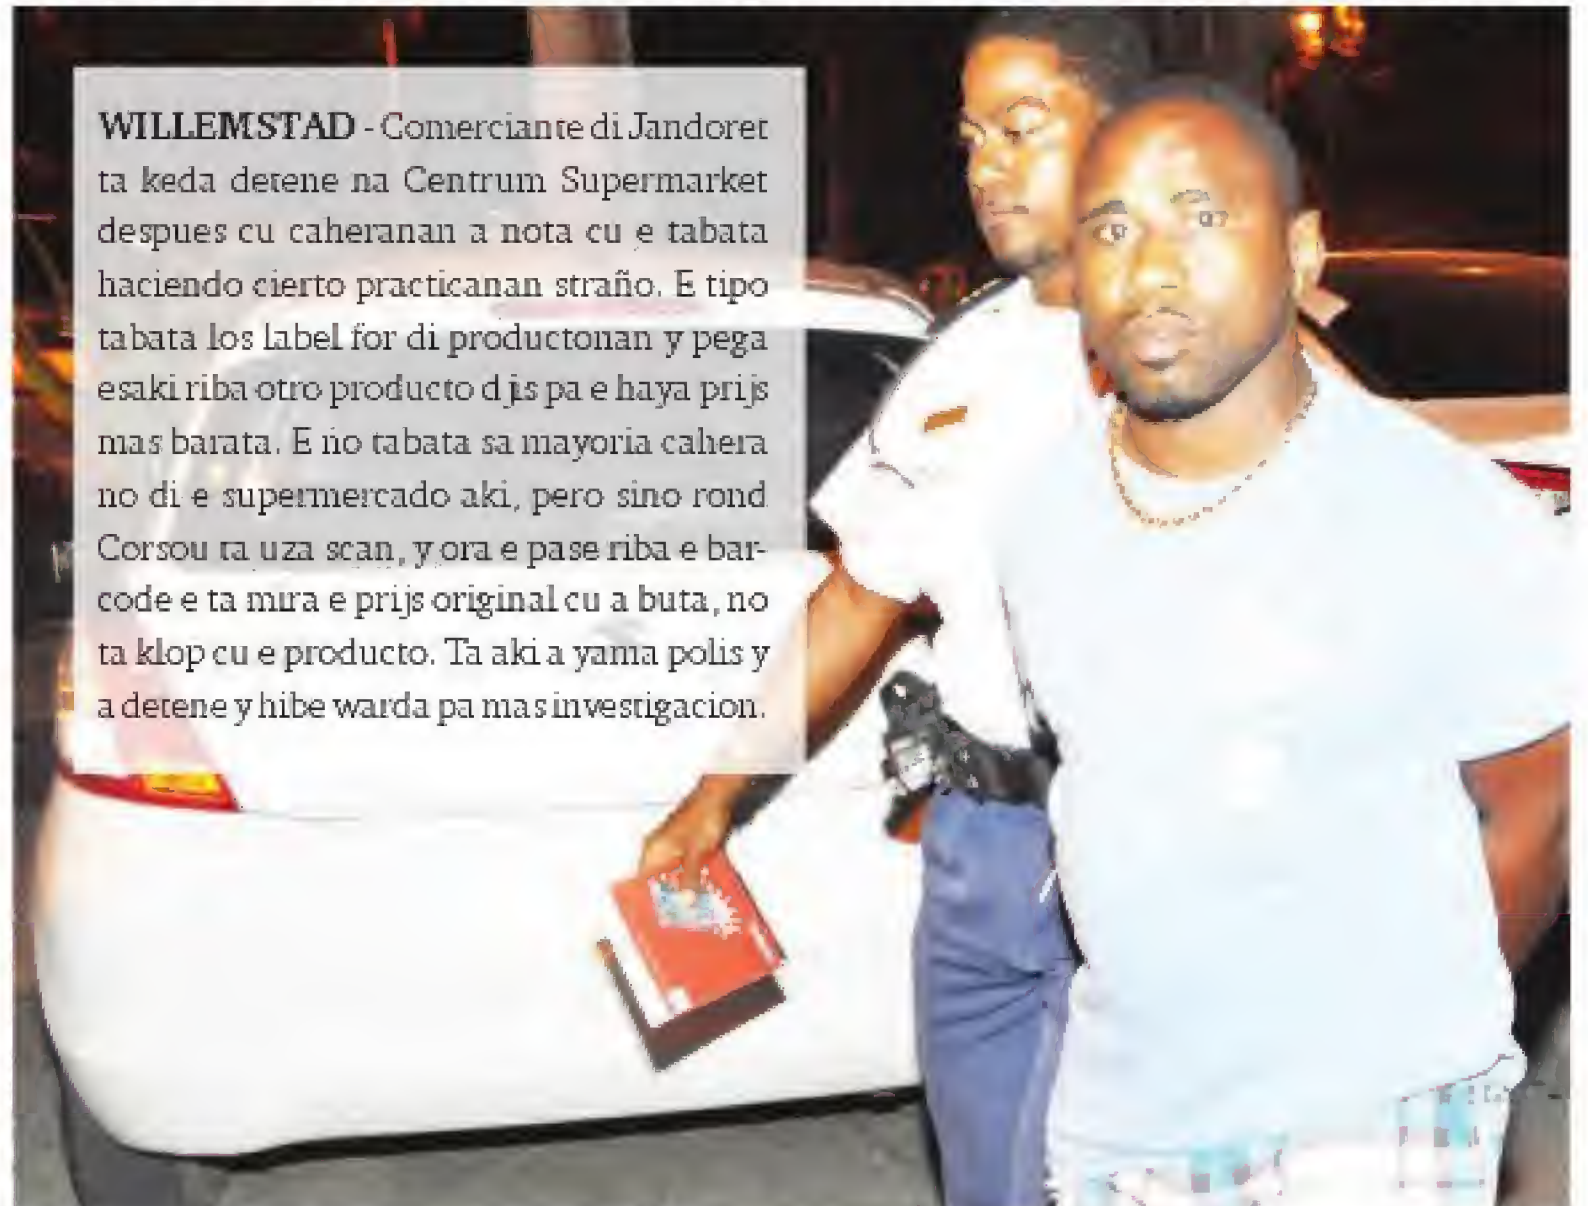 WILLEMSTAD - Comerciante di Jandoret
ta keda detene na Centrum Supermarket
despues cu caheranan a nota cu e tabata
haciendo cierto practicanan straño. E tipo
tabata los label for di productonan y pega
esaki riba otro producto djis pa e haya prijs
mas barata. E no tabata sa mayoria cahera
no di e supermercado aki, pero sino rond
Corsou ta uza scan, y ora e pase riba e bar-
code e ta mira e prijs original cu a buta, no
ta klop cu e producto. Ta aki a yama polis y
a detene y hibe warda pa mas investigacion.